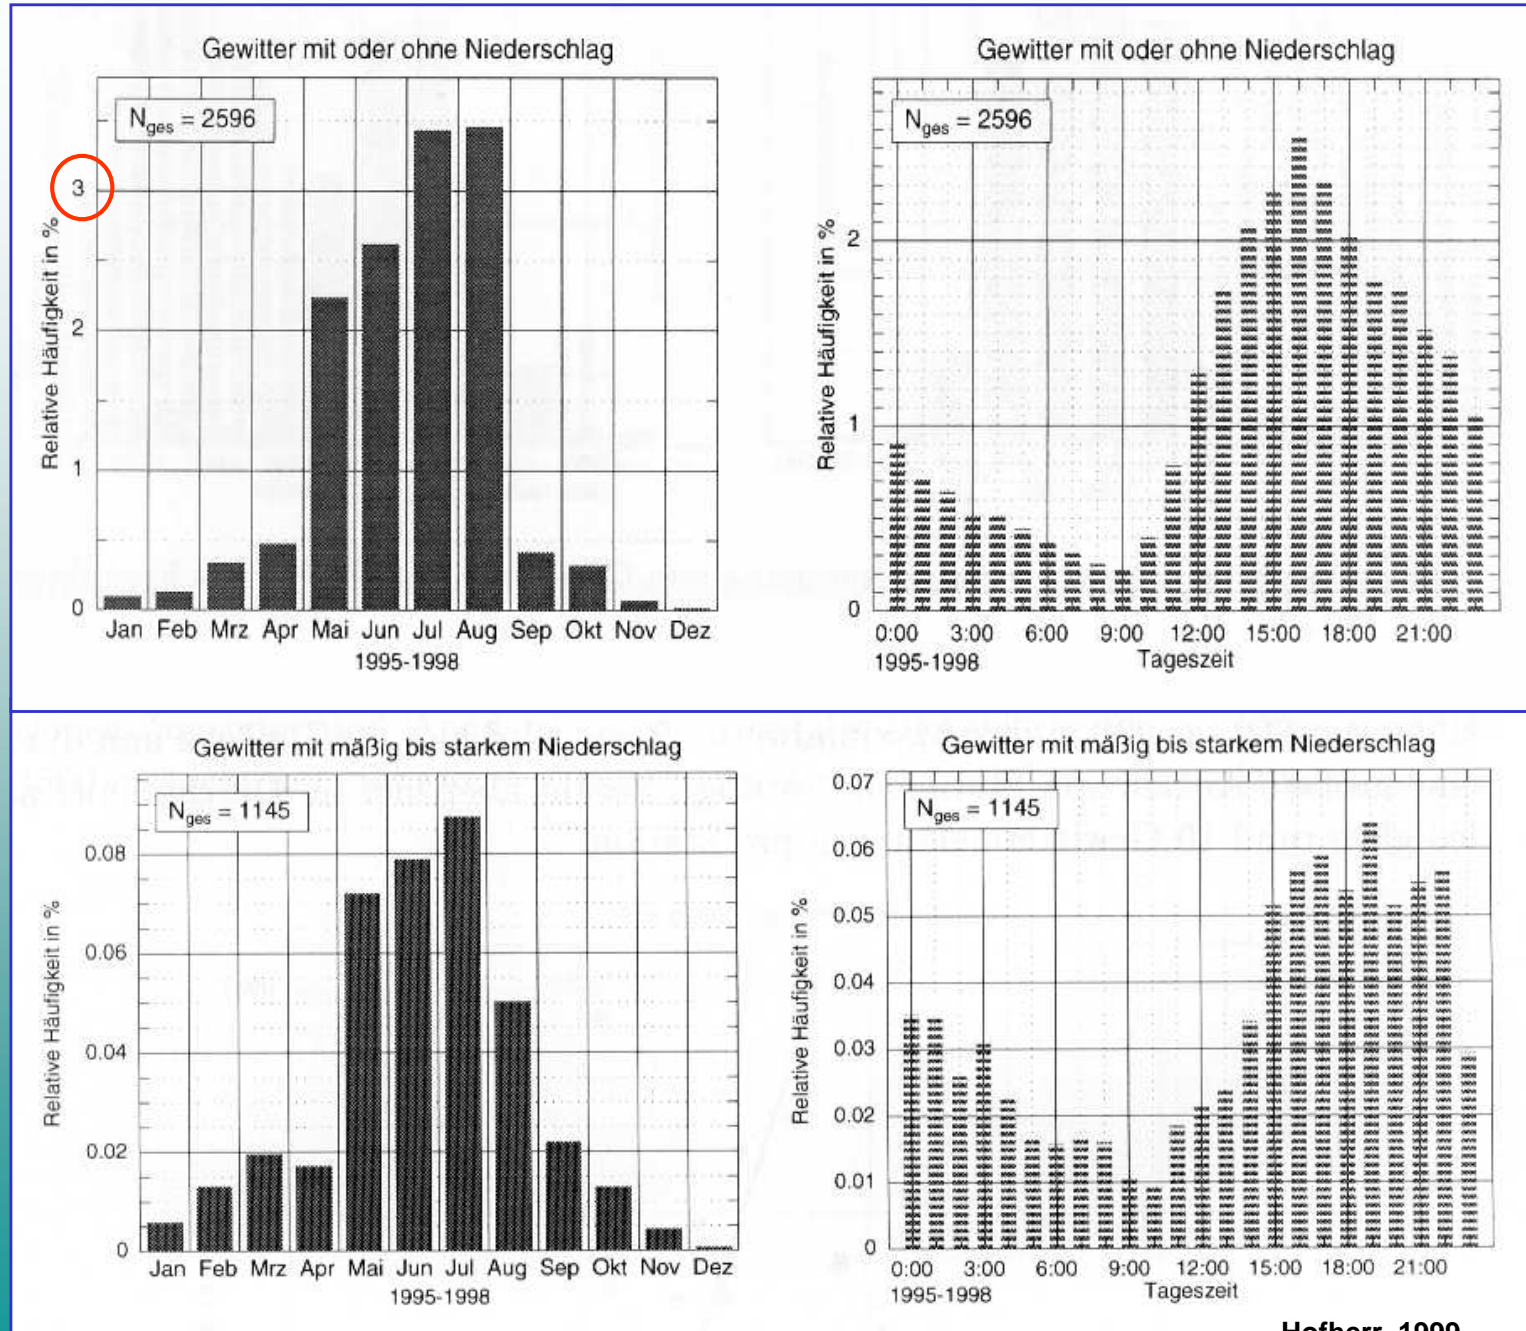 Gewitter mit oder ohne Niederschlag
N_ges = 2596
3
2
1
0
Relative Häufigkeit in %
Jan Feb Mrz Apr Mai Jun Jul Aug Sep Okt Nov Dez
1995-1998
Gewitter mit oder ohne Niederschlag
N_ges = 2596
2
1
0
Relative Häufigkeit in %
0:00 3:00 6:00 9:00 12:00 15:00 18:00 21:00
1995-1998 Tageszeit
Gewitter mit mäßig bis starkem Niederschlag
N_ges = 1145
0.08
0.06
0.04
0.02
0
Relative Häufigkeit in %
Jan Feb Mrz Apr Mai Jun Jul Aug Sep Okt Nov Dez
1995-1998
Gewitter mit mäßig bis starkem Niederschlag
N_ges = 1145
0.07
0.06
0.05
0.04
0.03
0.02
0.01
0
Relative Häufigkeit in %
0:00 3:00 6:00 9:00 12:00 15:00 18:00 21:00
1995-1998 Tageszeit
Hofherr, 1999